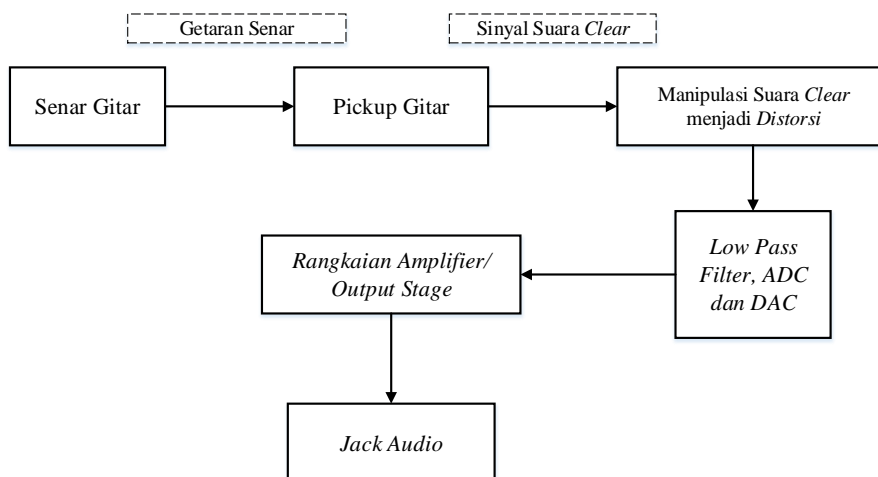 Getaran Senar
Sinyal Suara Clear
Senar Gitar
Pickup Gitar
Manipulasi Suara Clear
menjadi Distorsi
Low Pass
Filter, ADC
dan DAC
Rangkaian Amplifier/
Output Stage
Jack Audio